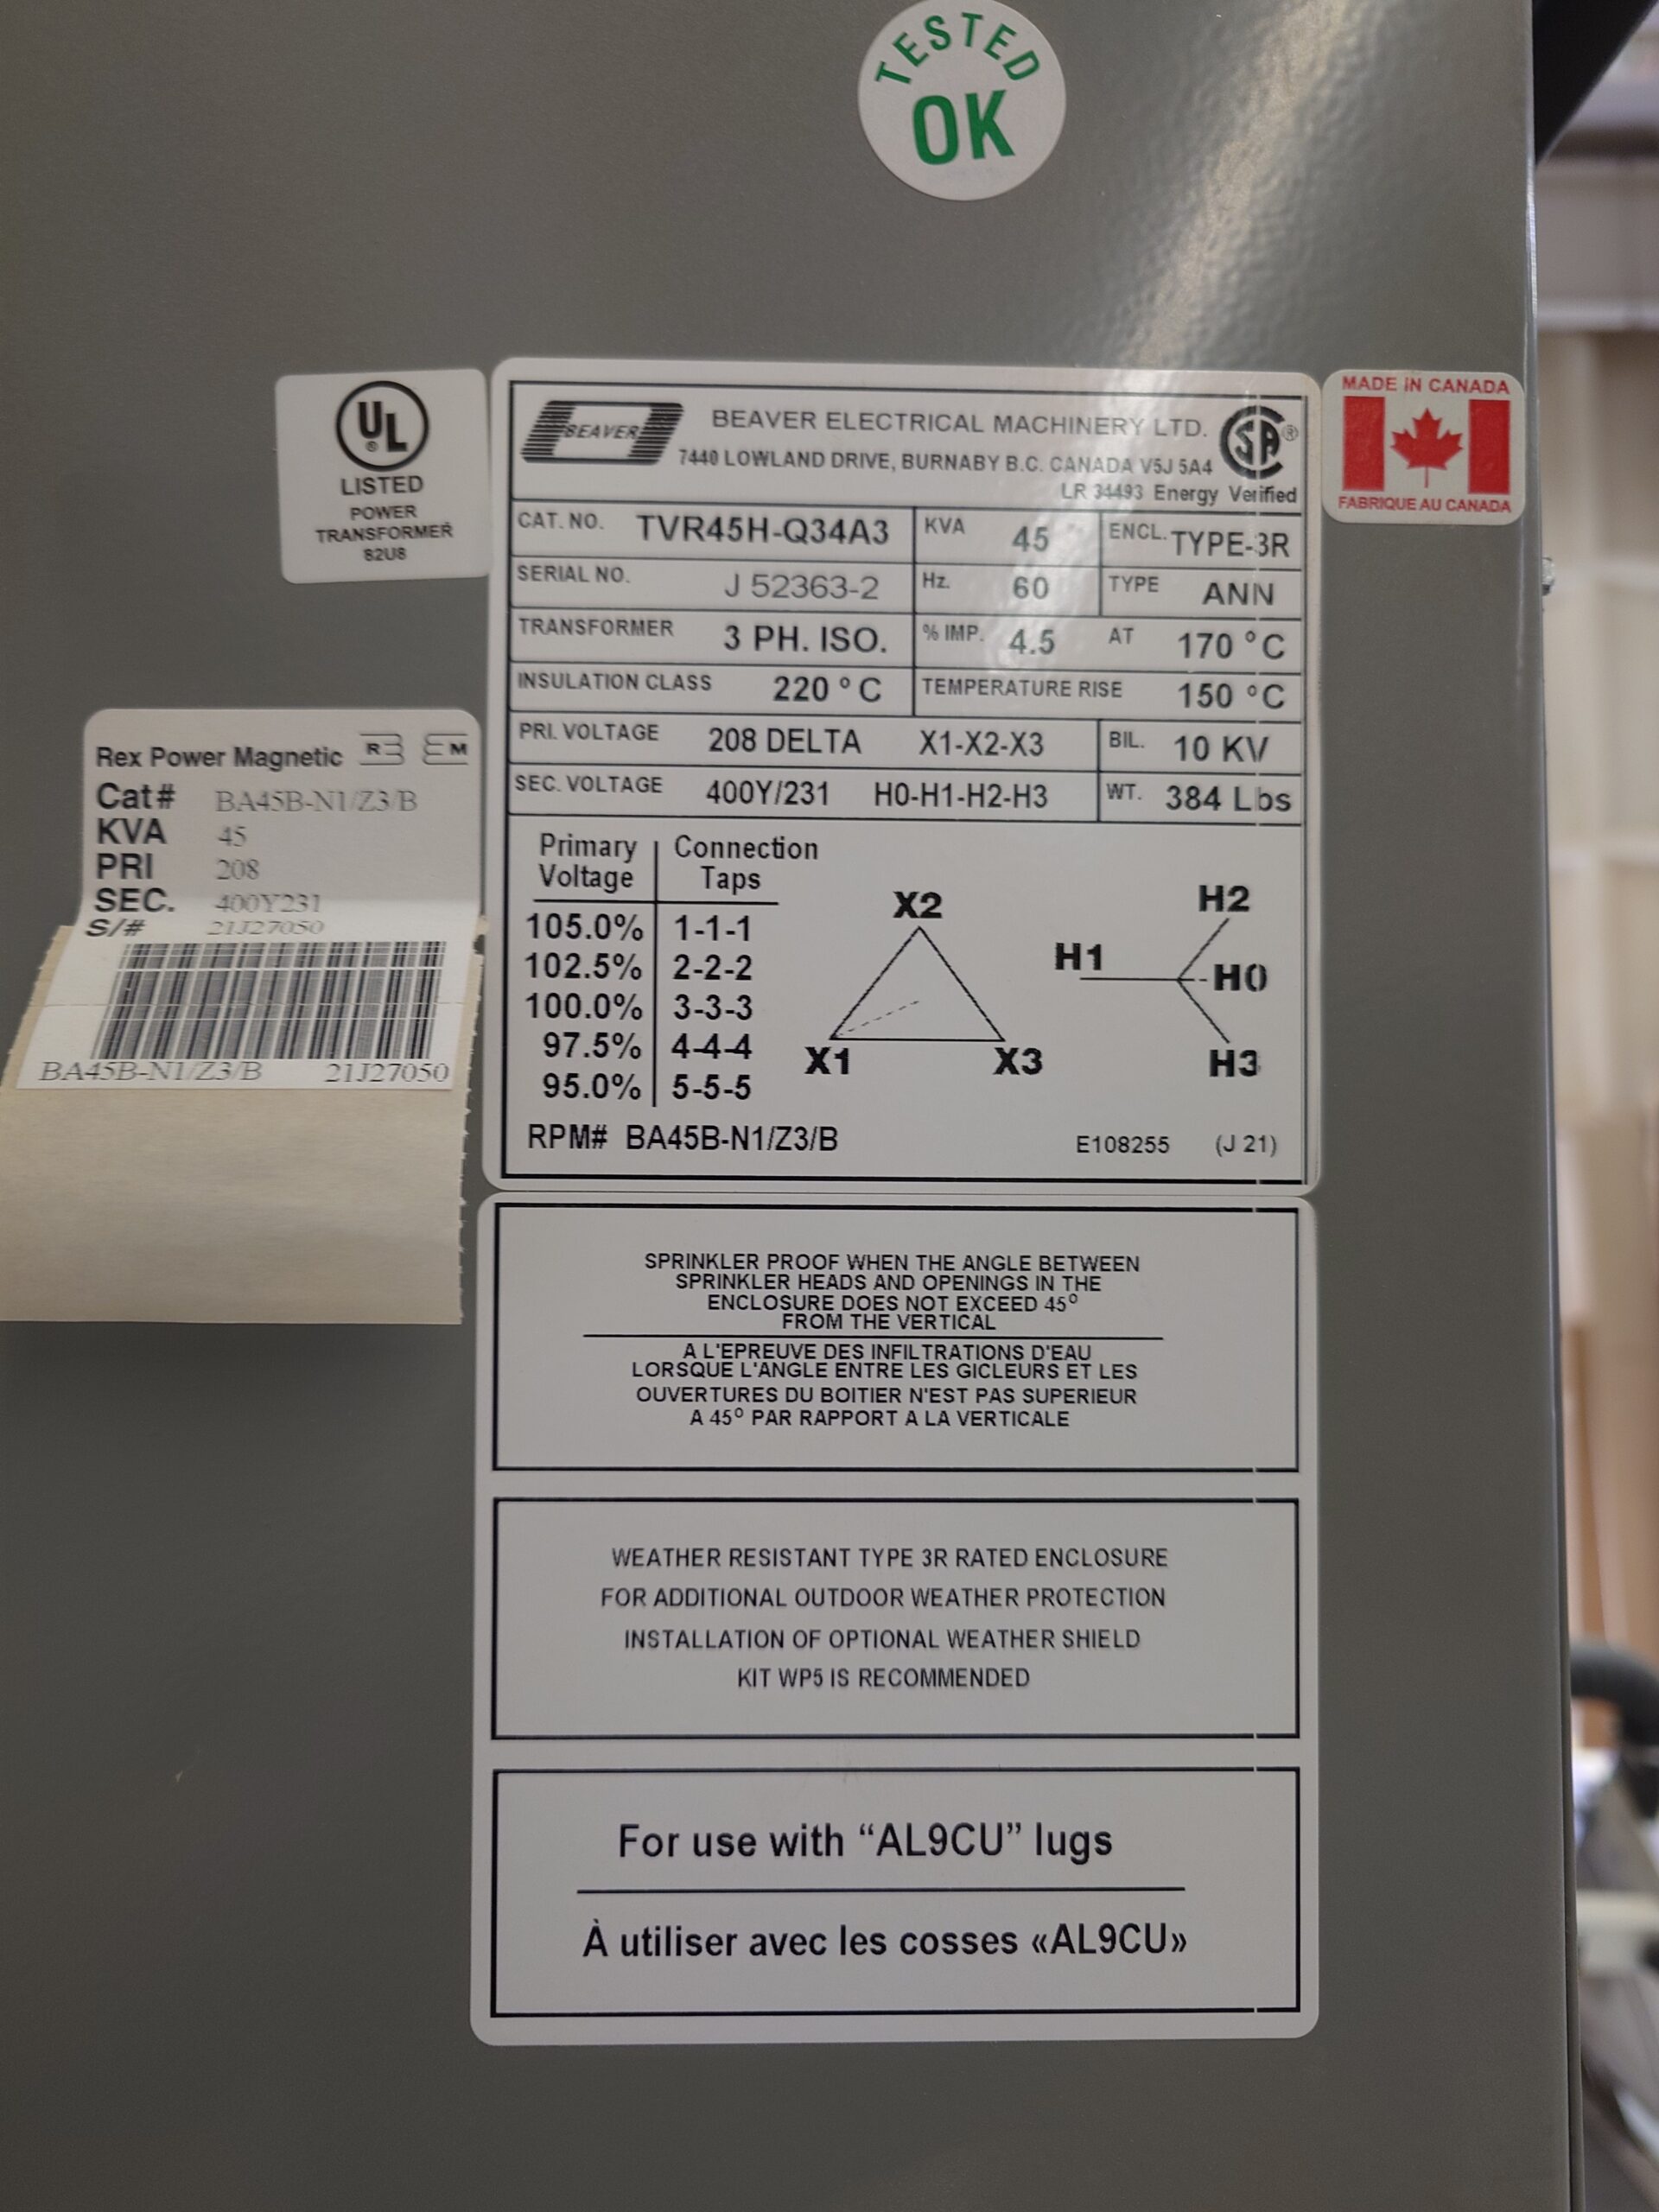 TESTED
OK
UL
®
LISTED
POWER
TRANSFORMER
82U8
BEAVER
BEAVER ELECTRICAL MACHINERY LTD.
7440 LOWLAND DRIVE, BURNABY B.C. CANADA V5J 5A4
SA ®
LR 34493 Energy Verified
MADE IN CANADA
FABRIQUE AU CANADA
CAT. NO. TVR45H-Q34A3 KVA 45 ENCL. TYPE-3R
SERIAL NO. J 52363-2 Hz. 60 TYPE ANN
TRANSFORMER 3 PH. ISO. % IMP. 4.5 AT 170 °C
INSULATION CLASS 220 °C TEMPERATURE RISE 150 °C
PRI. VOLTAGE 208 DELTA X1-X2-X3 BIL. 10 KV
SEC. VOLTAGE 400Y/231 H0-H1-H2-H3 WT. 384 Lbs
Primary Connection
Voltage Taps
105.0% 1-1-1
102.5% 2-2-2
100.0% 3-3-3
97.5% 4-4-4
95.0% 5-5-5
X2
X1 X3
H2
H1 H0
H3
RPM# BA45B-N1/Z3/B E108255 (J 21)
Rex Power Magnetic
Cat# BA45B-N1/Z3/B
KVA 45
PRI 208
SEC. 400Y231
S/# 21J27050
BA45B-N1/Z3/B 21J27050
SPRINKLER PROOF WHEN THE ANGLE BETWEEN
SPRINKLER HEADS AND OPENINGS IN THE
ENCLOSURE DOES NOT EXCEED 45°
FROM THE VERTICAL
A L'EPREUVE DES INFILTRATIONS D'EAU
LORSQUE L'ANGLE ENTRE LES GICLEURS ET LES
OUVERTURES DU BOITIER N'EST PAS SUPERIEUR
A 45° PAR RAPPORT A LA VERTICALE
WEATHER RESISTANT TYPE 3R RATED ENCLOSURE
FOR ADDITIONAL OUTDOOR WEATHER PROTECTION
INSTALLATION OF OPTIONAL WEATHER SHIELD
KIT WP5 IS RECOMMENDED
For use with “AL9CU” lugs
À utiliser avec les cosses «AL9CU»